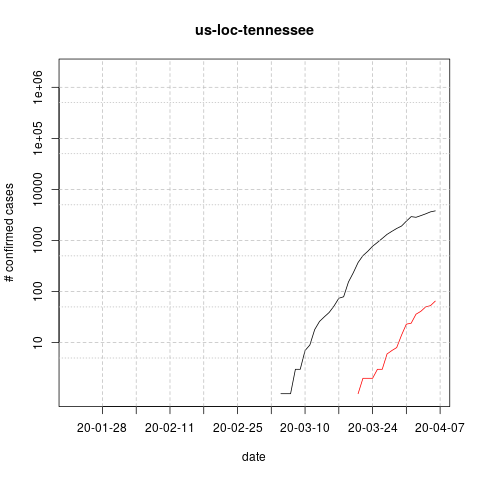 us-loc-tennessee
# confirmed cases
1e+06
1e+05
10000
1000
100
10
20-01-28
20-02-11
20-02-25
20-03-10
20-03-24
20-04-07
date